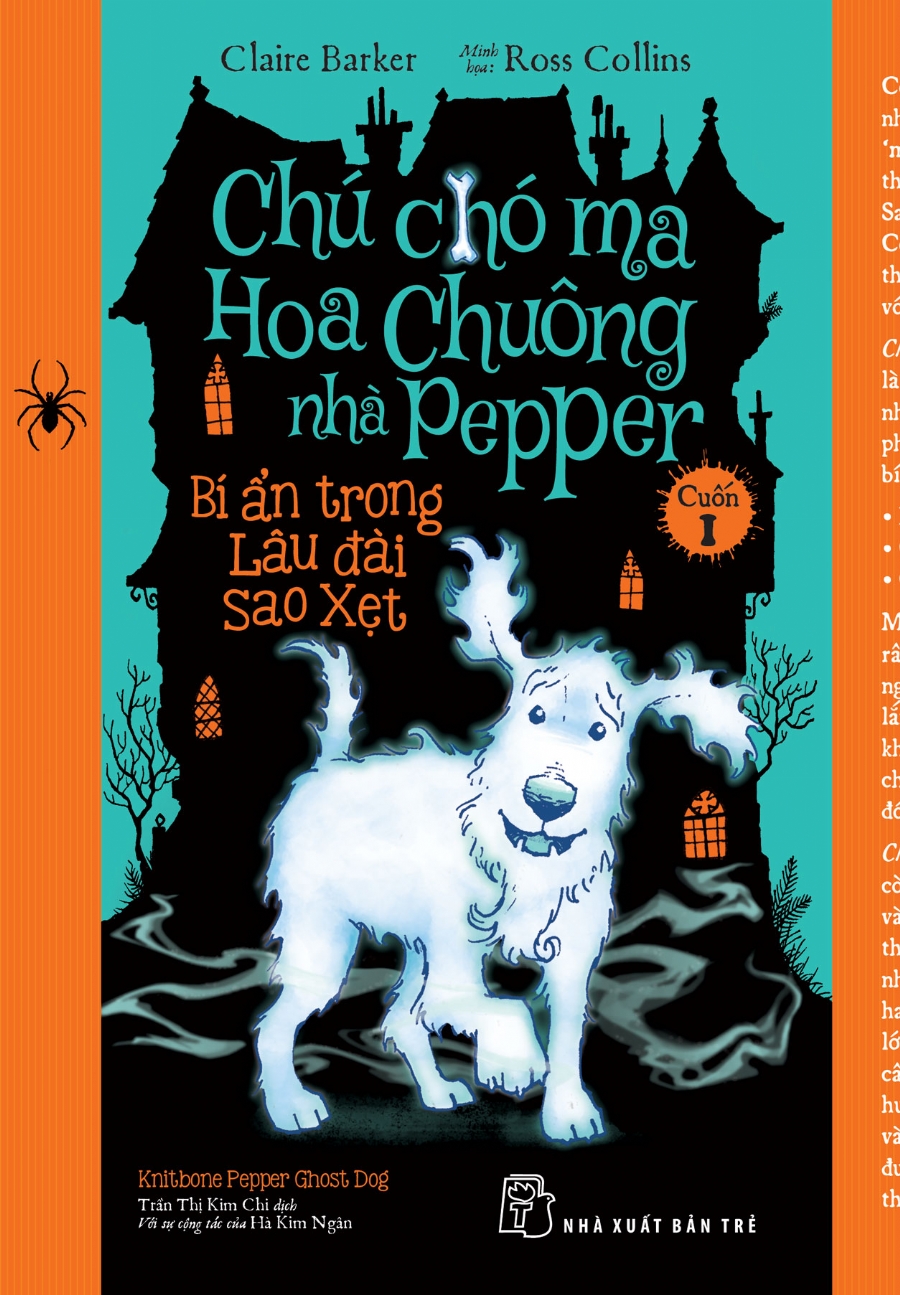 Claire Barker
Minh họa: Ross Collins
Chú chó ma
Hoa Chuông
nhà Pepper
Bí ẩn trong
Lâu đài
Sao Xẹt
Cuốn
1
Knitbone Pepper Ghost Dog
Trần Thị Kim Chi dịch
Với sự cộng tác của Hà Kim Ngân
T
NHÀ XUẤT BẢN TRẺ